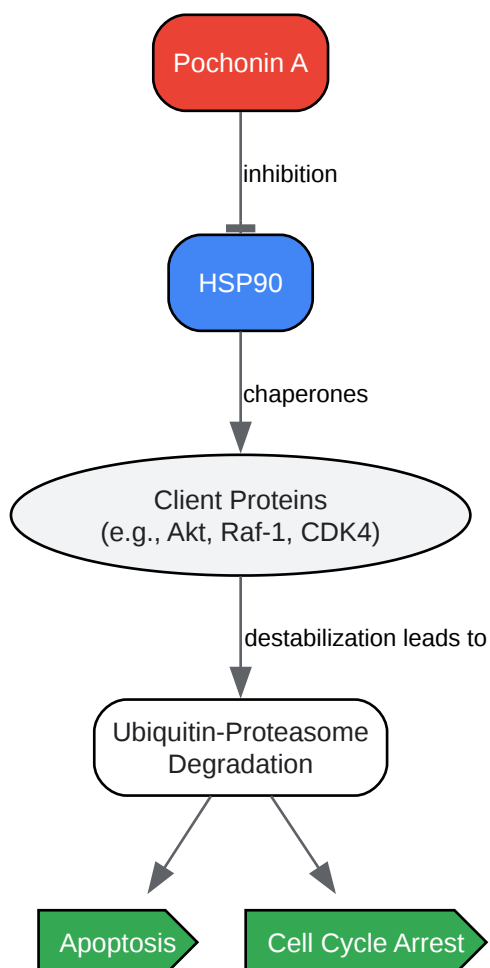 Pochonin A
inhibition
HSP90
chaperones
Client Proteins
(e.g., Akt, Raf-1, CDK4)
destabilization leads to
Ubiquitin-Proteasome
Degradation
Apoptosis
Cell Cycle Arrest